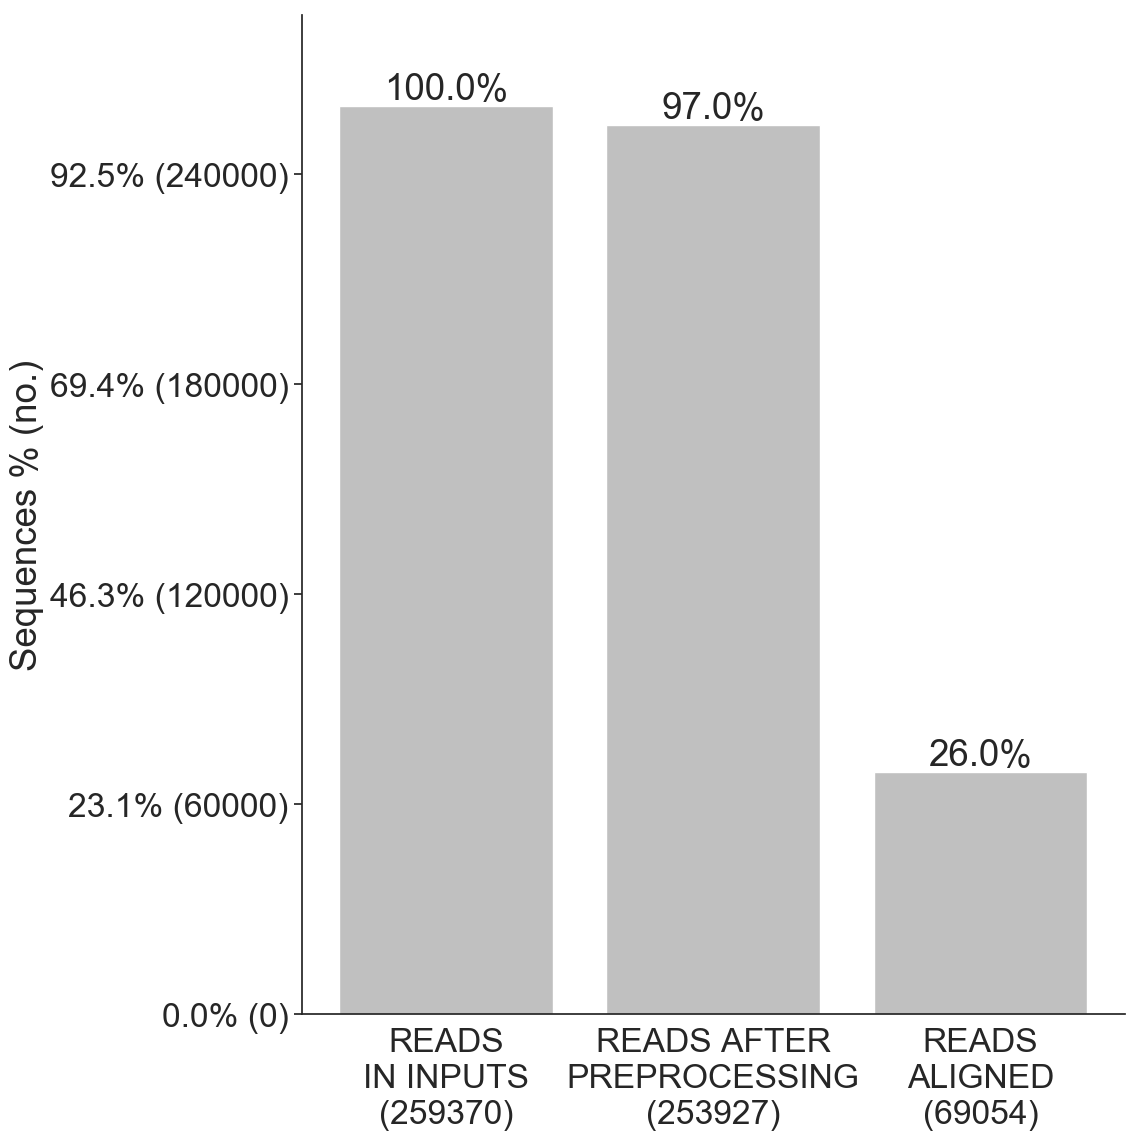 100.0%
97.0%
26.0%
Sequences % (no.)
92.5% (240000)
69.4% (180000)
46.3% (120000)
23.1% (60000)
0.0% (0)
READS
IN INPUTS
(259370)
READS AFTER
PREPROCESSING
(253927)
READS
ALIGNED
(69054)